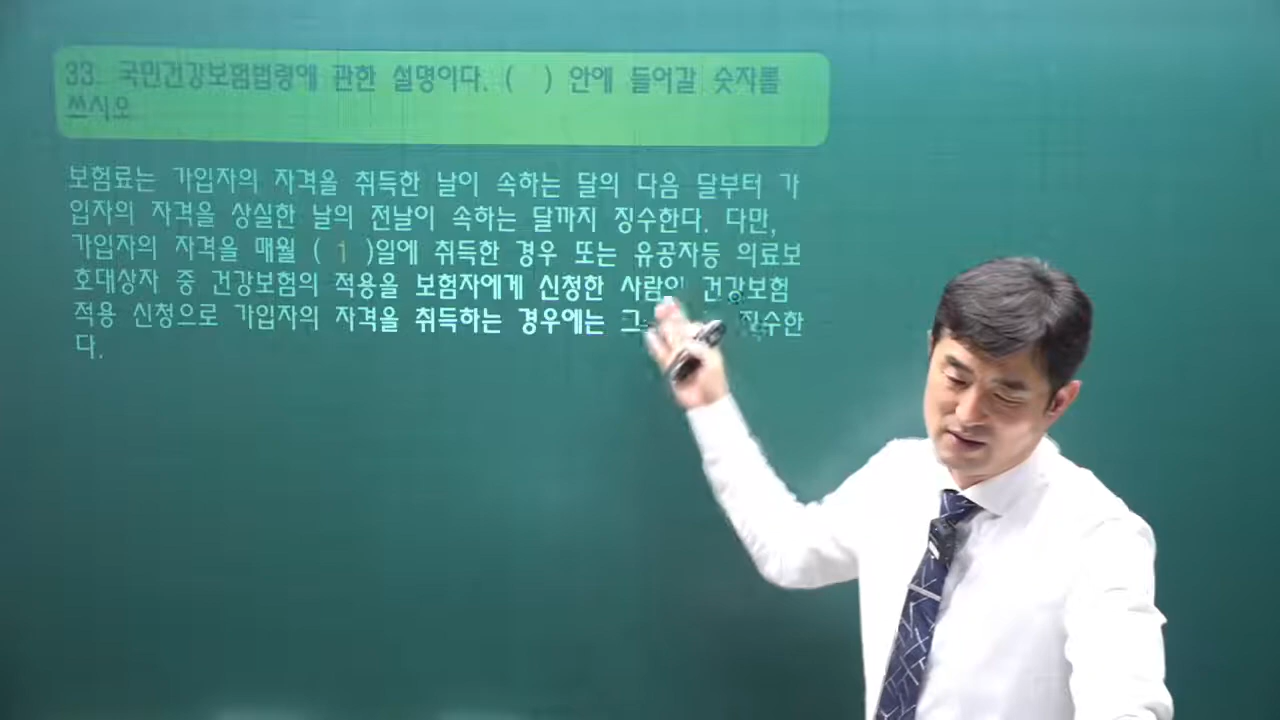 33. 국민건강보험법령에 관한 설명이다. ( ) 안에 들어갈 숫자를
쓰시오
보험료는 가입자의 자격을 취득한 날이 속하는 달의 다음 달부터 가
입자의 자격을 상실한 날의 전날이 속하는 달까지 징수한다. 다만,
가입자의 자격을 매월 ( 1 )일에 취득한 경우 또는 유공자등 의료보
호대상자 중 건강보험의 적용을 보험자에게 신청한 사람이 건강보험
적용 신청으로 가입자의 자격을 취득하는 경우에는 그 징수한
다.